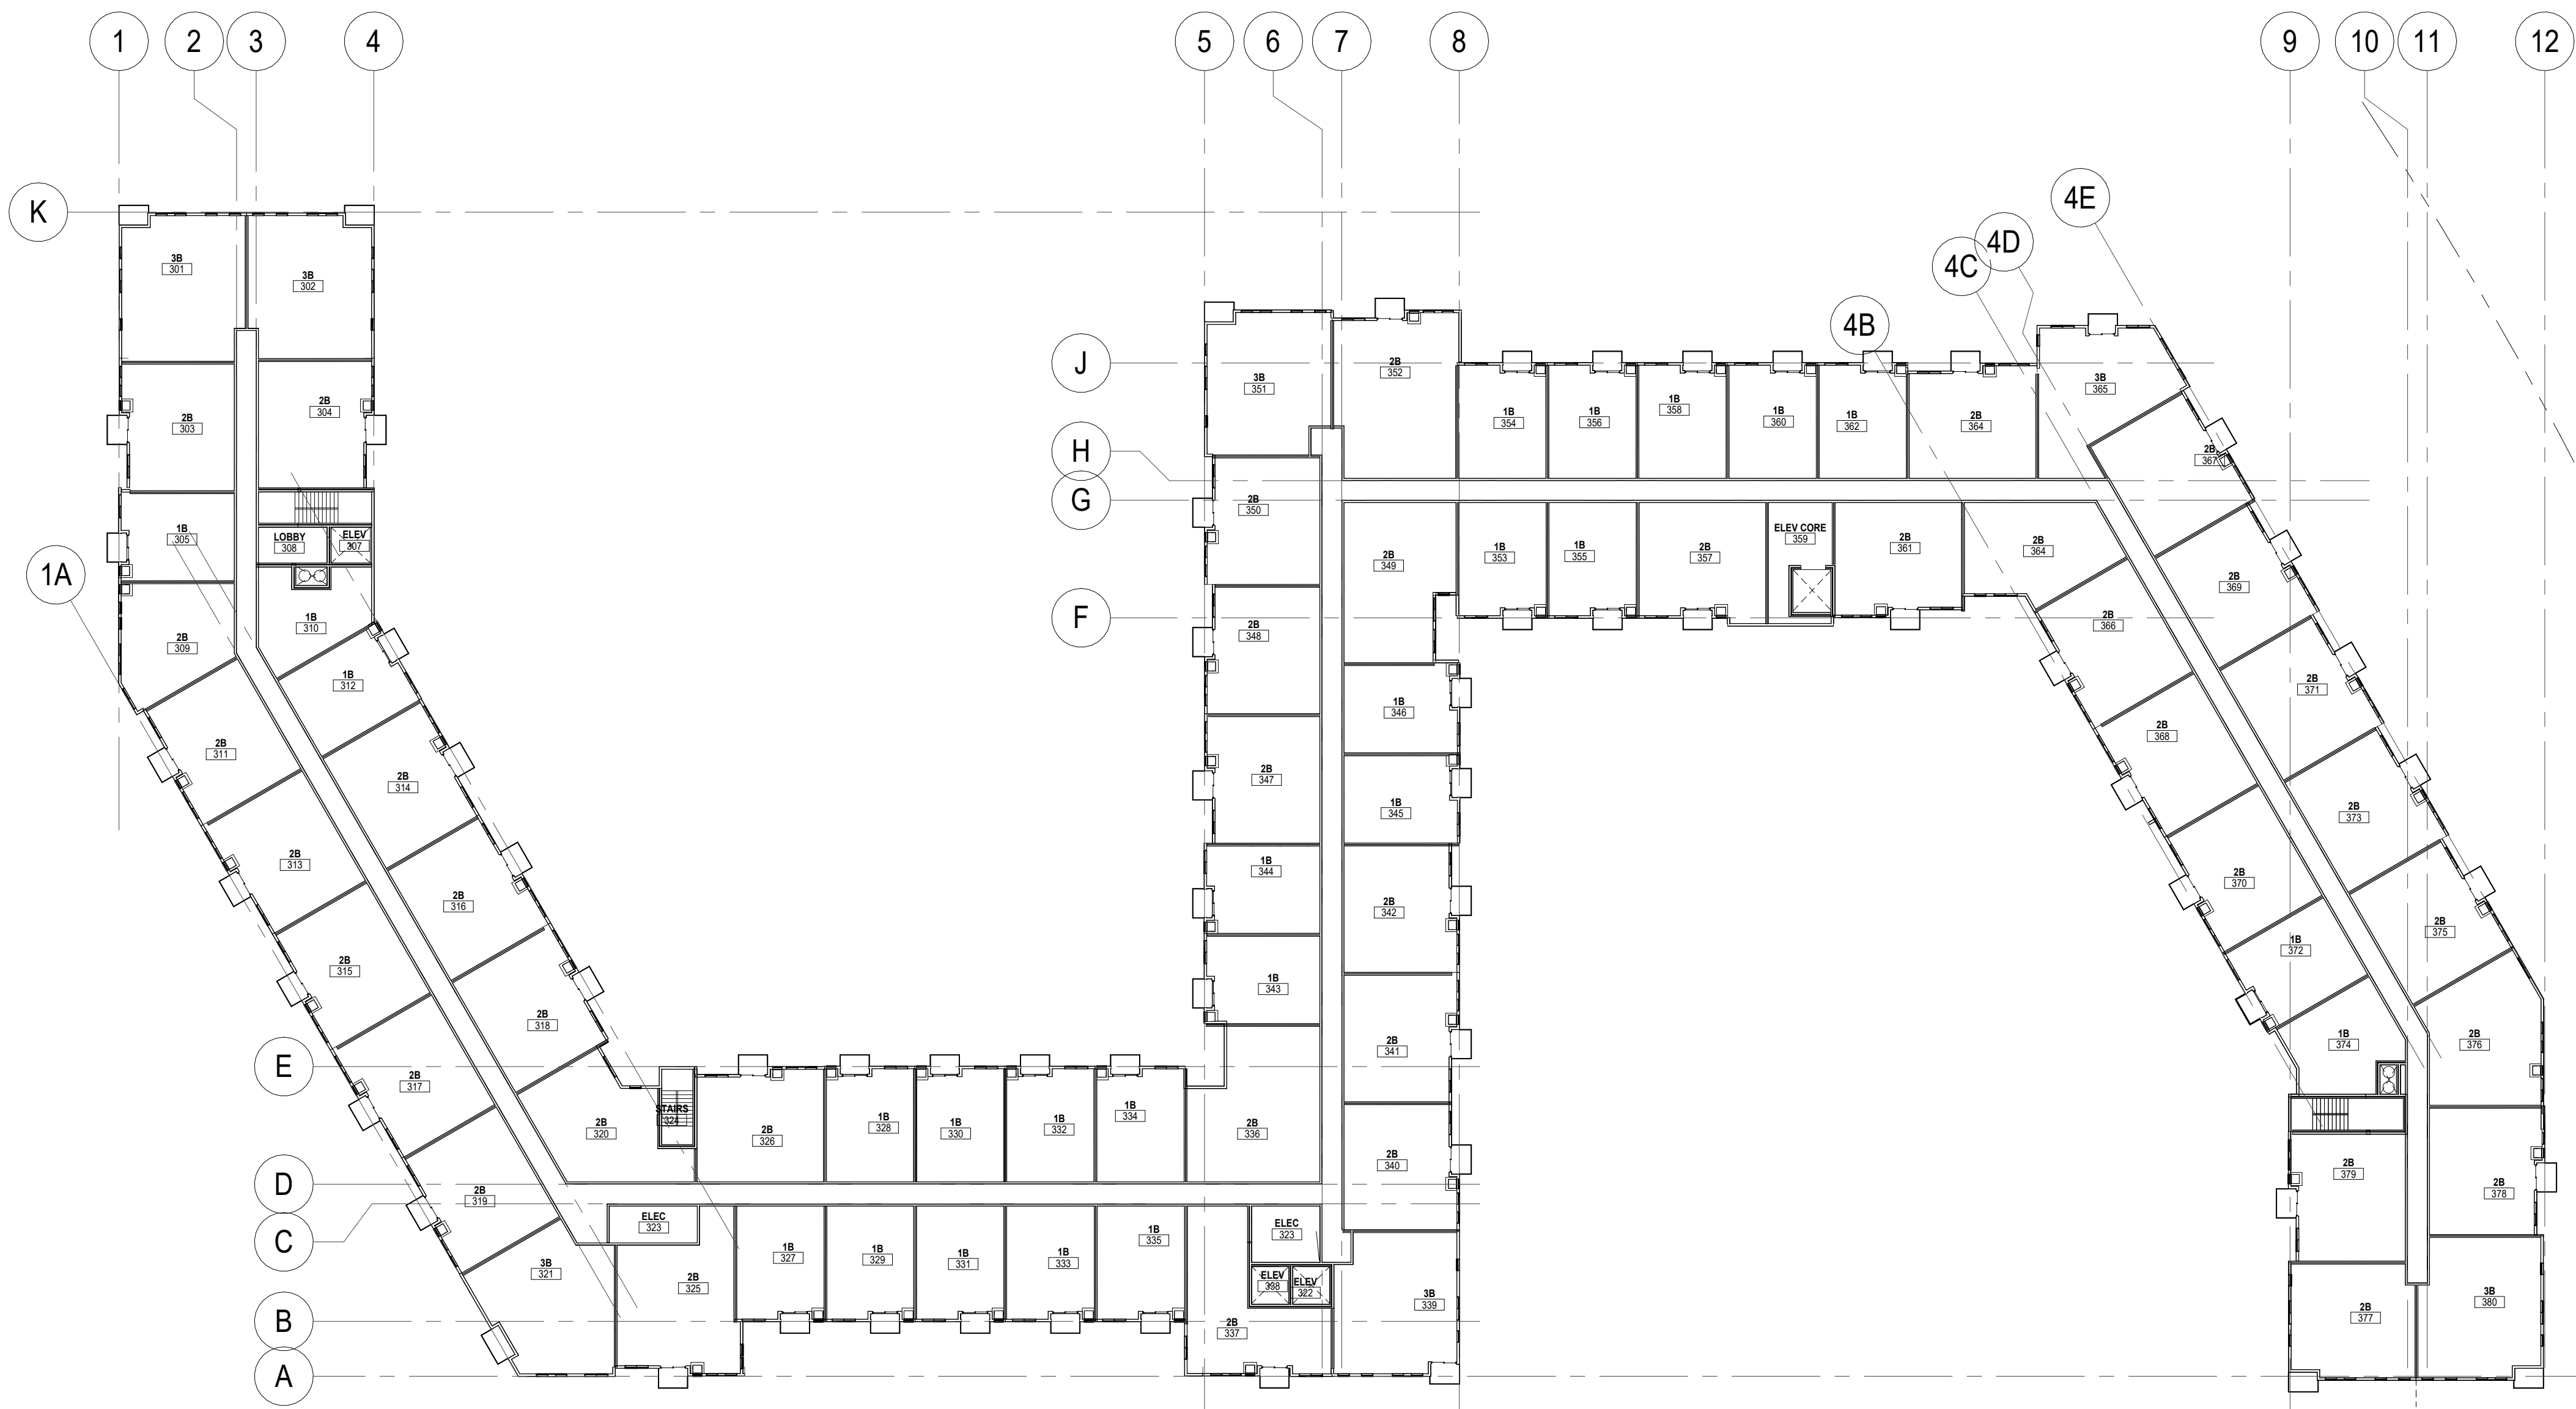 1 2 3 4 5 6 7 8 9 10 11 12
4E
K
4D
4C
3B
301
3B
302
4B
J
2B
352
3B
351
3B
365
2B
303
2B
304
1B
354
1B
356
1B
358
1B
360
1B
362
2B
364
2B
367
H
G
2B
350
1B
305
LOBBY
308
ELEV
307
2B
349
1B
353
1B
355
2B
357
ELEV CORE
359
2B
361
2B
364
1A
2B
369
F
1B
310
2B
309
2B
348
2B
366
1B
312
2B
371
1B
346
2B
311
2B
368
2B
314
2B
347
1B
345
2B
373
2B
313
1B
344
2B
370
2B
316
2B
342
2B
375
1B
372
2B
315
1B
343
2B
318
2B
341
1B
374
2B
376
E
2B
317
STAIRS
324
2B
320
2B
326
1B
328
1B
330
1B
332
1B
334
2B
336
2B
340
2B
379
2B
378
D
2B
319
C
ELEC
323
1B
327
1B
329
1B
331
1B
333
1B
335
ELEC
323
3B
321
2B
325
ELEV
338
ELEV
322
3B
339
3B
380
2B
377
B
2B
337
A